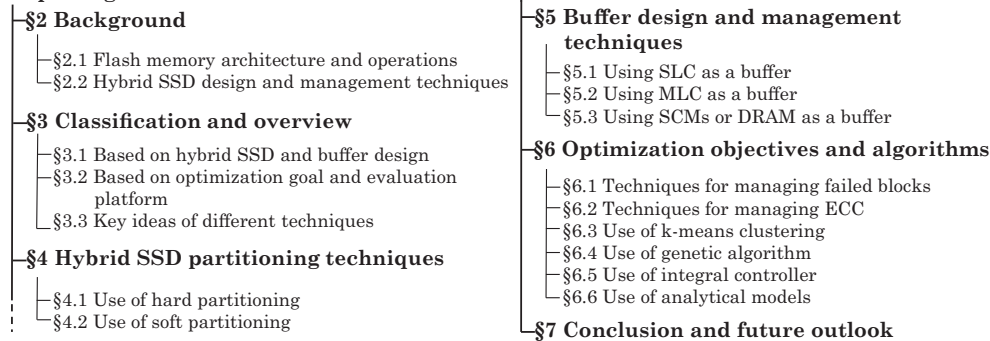 §2 Background
§2.1 Flash memory architecture and operations
§2.2 Hybrid SSD design and management techniques
§3 Classification and overview
§3.1 Based on hybrid SSD and buffer design
§3.2 Based on optimization goal and evaluation
platform
§3.3 Key ideas of different techniques
§4 Hybrid SSD partitioning techniques
§4.1 Use of hard partitioning
§4.2 Use of soft partitioning
§5 Buffer design and management
techniques
§5.1 Using SLC as a buffer
§5.2 Using MLC as a buffer
§5.3 Using SCMs or DRAM as a buffer
§6 Optimization objectives and algorithms
§6.1 Techniques for managing failed blocks
§6.2 Techniques for managing ECC
§6.3 Use of k-means clustering
§6.4 Use of genetic algorithm
§6.5 Use of integral controller
§6.6 Use of analytical models
§7 Conclusion and future outlook